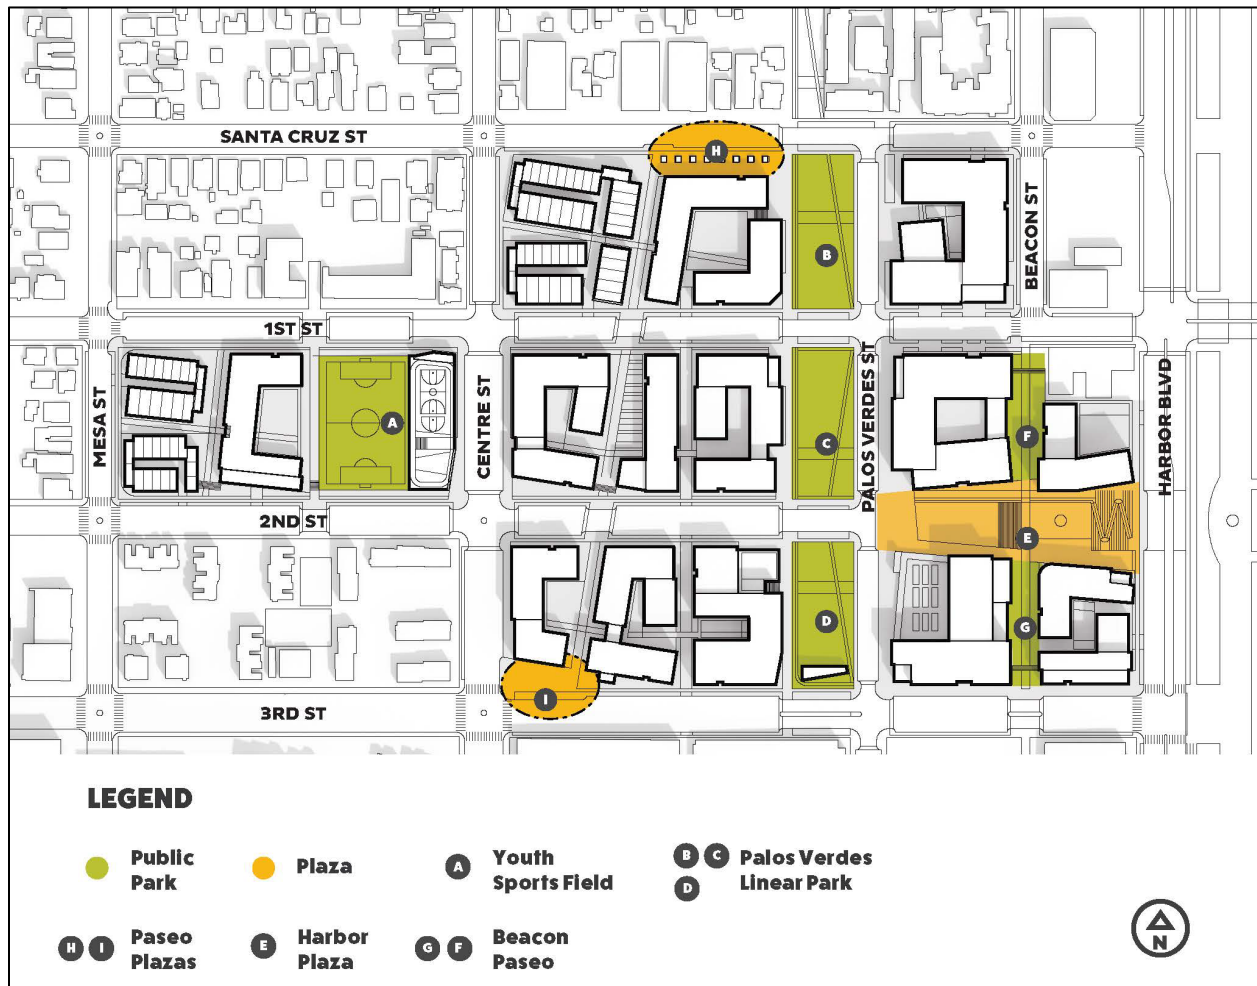 SANTA CRUZ ST
H
BEACON ST
B
1ST ST
MESA ST
A
CENTRE ST
C
PALOS VERDES ST
F
HARBOR BLVD
2ND ST
E
D
G
I
3RD ST
LEGEND
Public
Park
Plaza
A Youth
Sports Field
B C Palos Verdes
D Linear Park
H I Paseo
Plazas
E Harbor
Plaza
G F Beacon
Paseo
N